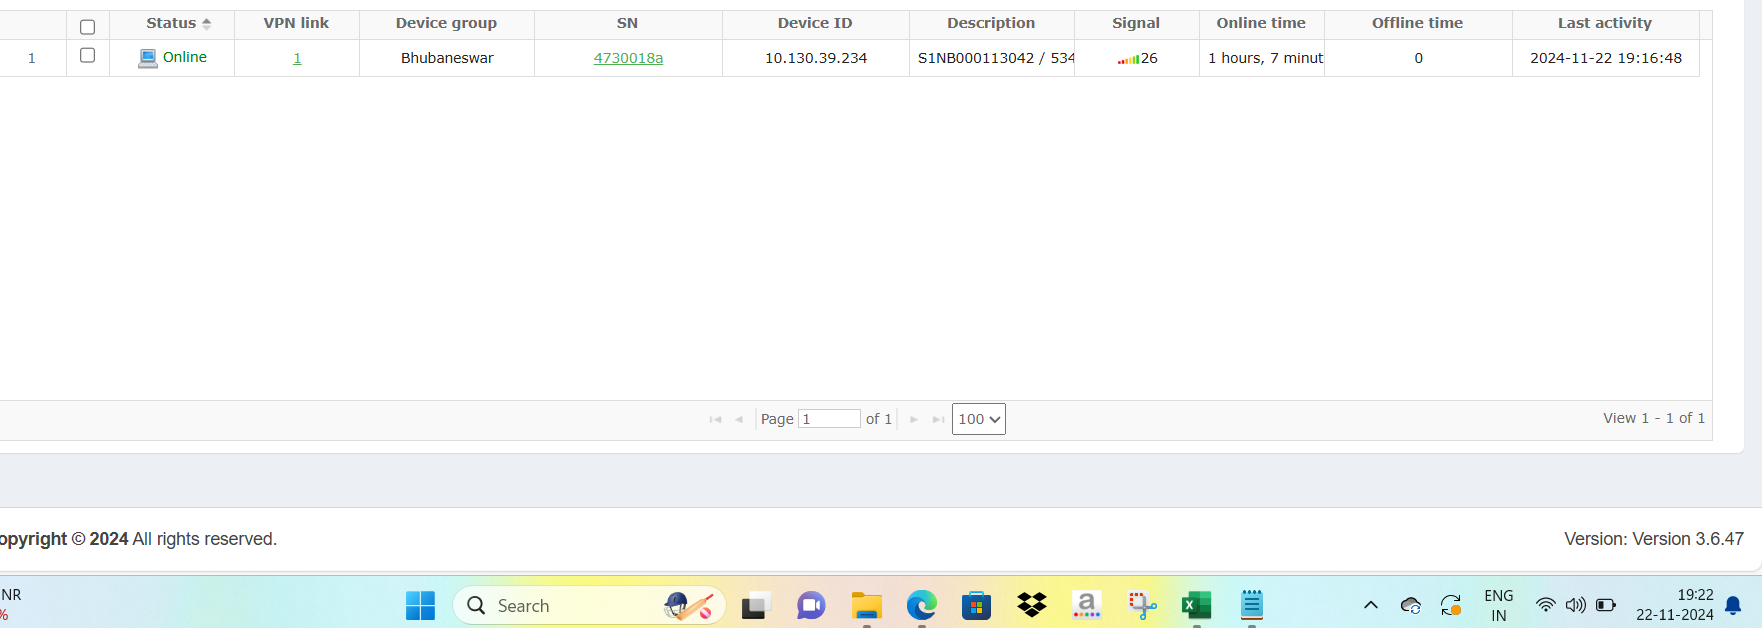 Status VPN link Device group SN Device ID Description Signal Online time Offline time Last activity
1 Online 1 Bhubaneswar 4730018a 10.130.39.234 S1NB000113042 / 534 26 1 hours, 7 minut 0 2024-11-22 19:16:48
Page 1 of 1 100 View 1 - 1 of 1
opyright © 2024 All rights reserved. Version: Version 3.6.47
NR
%
Search
a
X
ENG
IN
19:22
22-11-2024